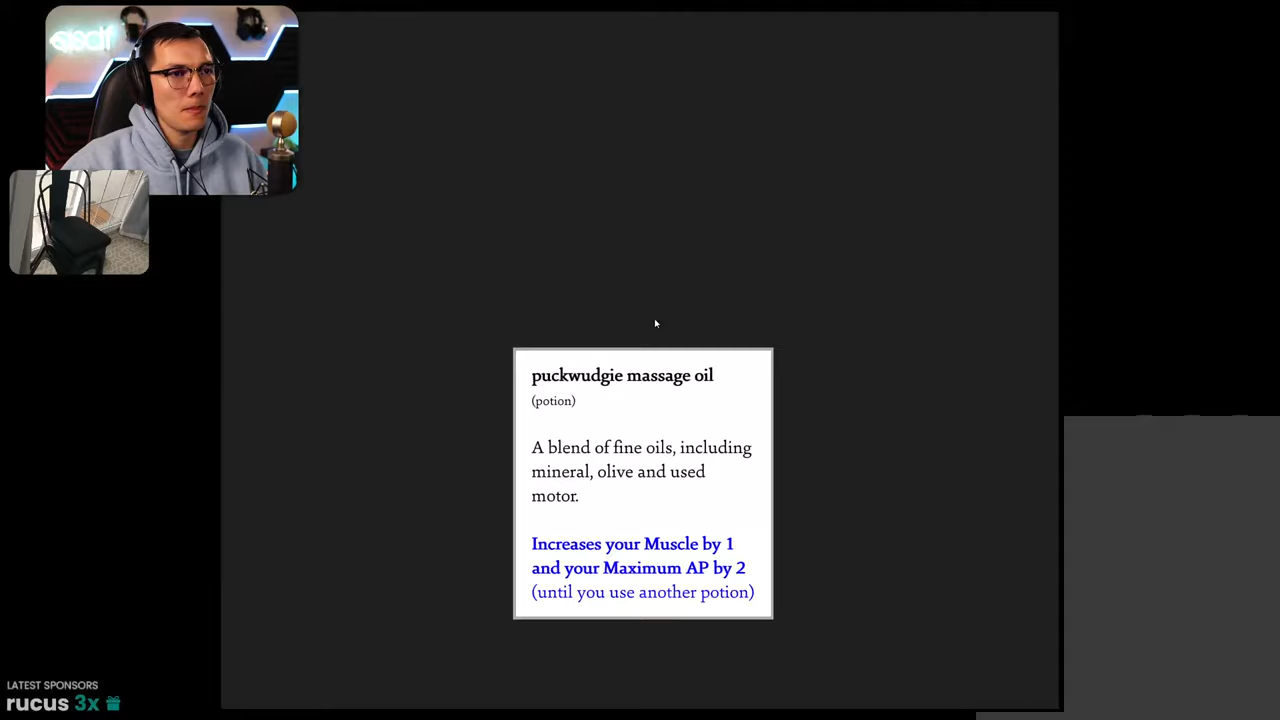 puckwudgie massage oil
(potion)
A blend of fine oils, including
mineral, olive and used
motor.
Increases your Muscle by 1
and your Maximum AP by 2
(until you use another potion)
LATEST SPONSORS
rucus 3x